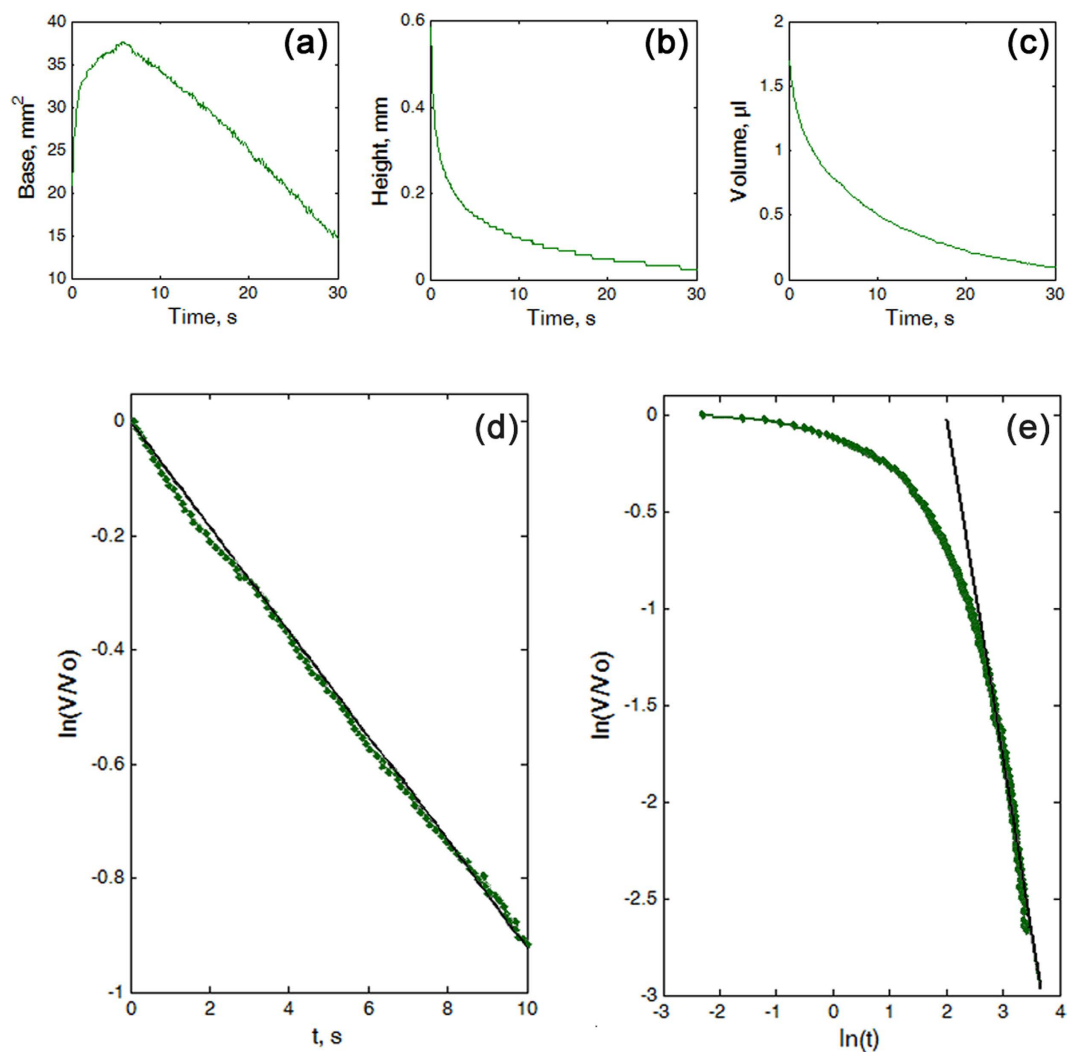 (a)
40
35
30
25
20
15
10
Base, mm²
0 10 20 30
Time, s
(b)
0.6
0.4
0.2
0
Height, mm
0 10 20 30
Time, s
(c)
2
1.5
1
0.5
0
Volume, µl
0 10 20 30
Time, s
(d)
0
-0.2
-0.4
-0.6
-0.8
-1
ln(V/Vo)
0 2 4 6 8 10
t, s
(e)
0
-0.5
-1
-1.5
-2
-2.5
-3
ln(V/Vo)
-3 -2 -1 0 1 2 3 4
ln(t)